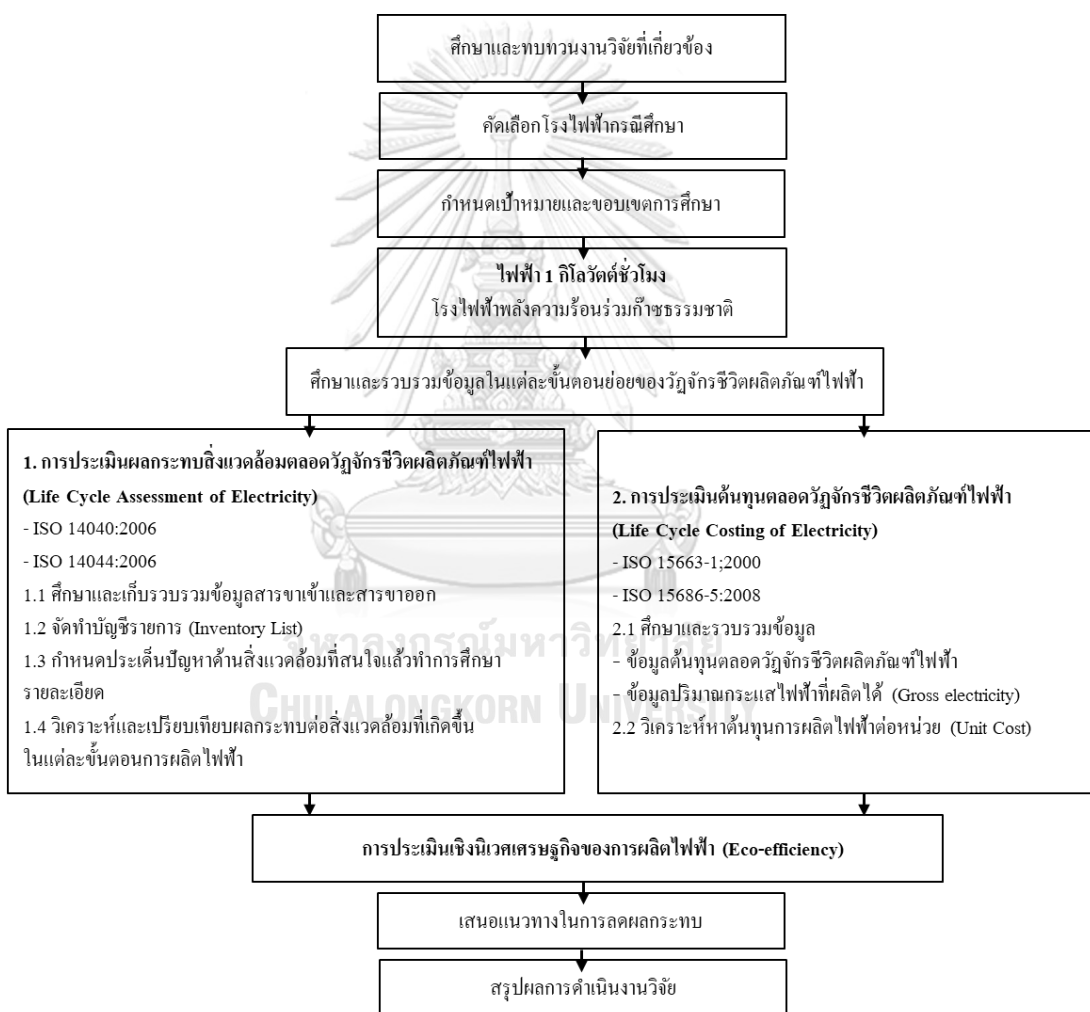 ศึกษาและทบทวนงานวิจัยที่เกี่ยวข้อง
คัดเลือกโรงไฟฟ้ากรณีศึกษา
กำหนดเป้าหมายและขอบเขตการศึกษา
ไฟฟ้า 1 กิโลวัตต์ชั่วโมง
โรงไฟฟ้าพลังความร้อนร่วมก๊าซธรรมชาติ
ศึกษาและรวบรวมข้อมูลในแต่ละขั้นตอนย่อยของวัฏจักรชีวิตผลิตภัณฑ์ไฟฟ้า
1. การประเมินผลกระทบสิ่งแวดล้อมตลอดวัฏจักรชีวิตผลิตภัณฑ์ไฟฟ้า
(Life Cycle Assessment of Electricity)
- ISO 14040:2006
- ISO 14044:2006
1.1 ศึกษาและเก็บรวบรวมข้อมูลสารขาเข้าและสารขาออก
1.2 จัดทำบัญชีรายการ (Inventory List)
1.3 กำหนดประเด็นปัญหาด้านสิ่งแวดล้อมที่สนใจแล้วทำการศึกษา
รายละเอียด
1.4 วิเคราะห์และเปรียบเทียบผลกระทบต่อสิ่งแวดล้อมที่เกิดขึ้น
ในแต่ละขั้นตอนการผลิตไฟฟ้า
2. การประเมินต้นทุนตลอดวัฏจักรชีวิตผลิตภัณฑ์ไฟฟ้า
(Life Cycle Costing of Electricity)
- ISO 15663-1;2000
- ISO 15686-5:2008
2.1 ศึกษาและรวบรวมข้อมูล
- ข้อมูลต้นทุนตลอดวัฏจักรชีวิตผลิตภัณฑ์ไฟฟ้า
- ข้อมูลปริมาณกระแสไฟฟ้าที่ผลิตได้ (Gross electricity)
2.2 วิเคราะห์หาต้นทุนการผลิตไฟฟ้าต่อหน่วย (Unit Cost)
จุฬาลงกรณ์มหาวิทยาลัย
CHULALONGKORN UNIVERSITY
การประเมินเชิงนิเวศเศรษฐกิจของการผลิตไฟฟ้า (Eco-efficiency)
เสนอแนวทางในการลดผลกระทบ
สรุปผลการดำเนินงานวิจัย